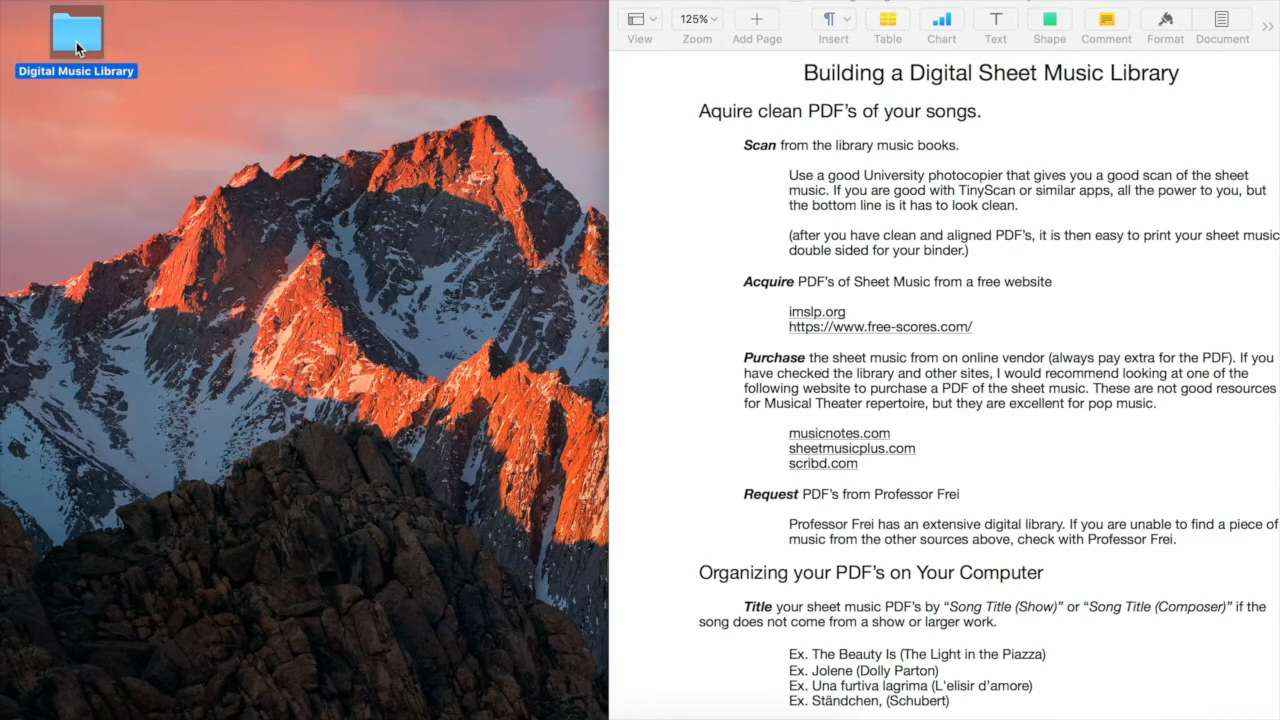 Digital Music Library
125%
View
Zoom
Add Page
Insert
Table
Chart
Text
Shape
Comment
Format
Document
Building a Digital Sheet Music Library
Aquire clean PDF's of your songs.
Scan from the library music books.
Use a good University photocopier that gives you a good scan of the sheet
music. If you are good with TinyScan or similar apps, all the power to you, but
the bottom line is it has to look clean.
(after you have clean and aligned PDF's, it is then easy to print your sheet music
double sided for your binder.)
Acquire PDF's of Sheet Music from a free website
imslp.org
https://www.free-scores.com/
Purchase the sheet music from on online vendor (always pay extra for the PDF). If you
have checked the library and other sites, I would recommend looking at one of the
following website to purchase a PDF of the sheet music. These are not good resources
for Musical Theater repertoire, but they are excellent for pop music.
musicnotes.com
sheetmusicplus.com
scribd.com
Request PDF's from Professor Frei
Professor Frei has an extensive digital library. If you are unable to find a piece of
music from the other sources above, check with Professor Frei.
Organizing your PDF's on Your Computer
Title your sheet music PDF's by “Song Title (Show)” or “Song Title (Composer)” if the
song does not come from a show or larger work.
Ex. The Beauty Is (The Light in the Piazza)
Ex. Jolene (Dolly Parton)
Ex. Una furtiva lagrima (L'elisir d'amore)
Ex. Ständchen, (Schubert)